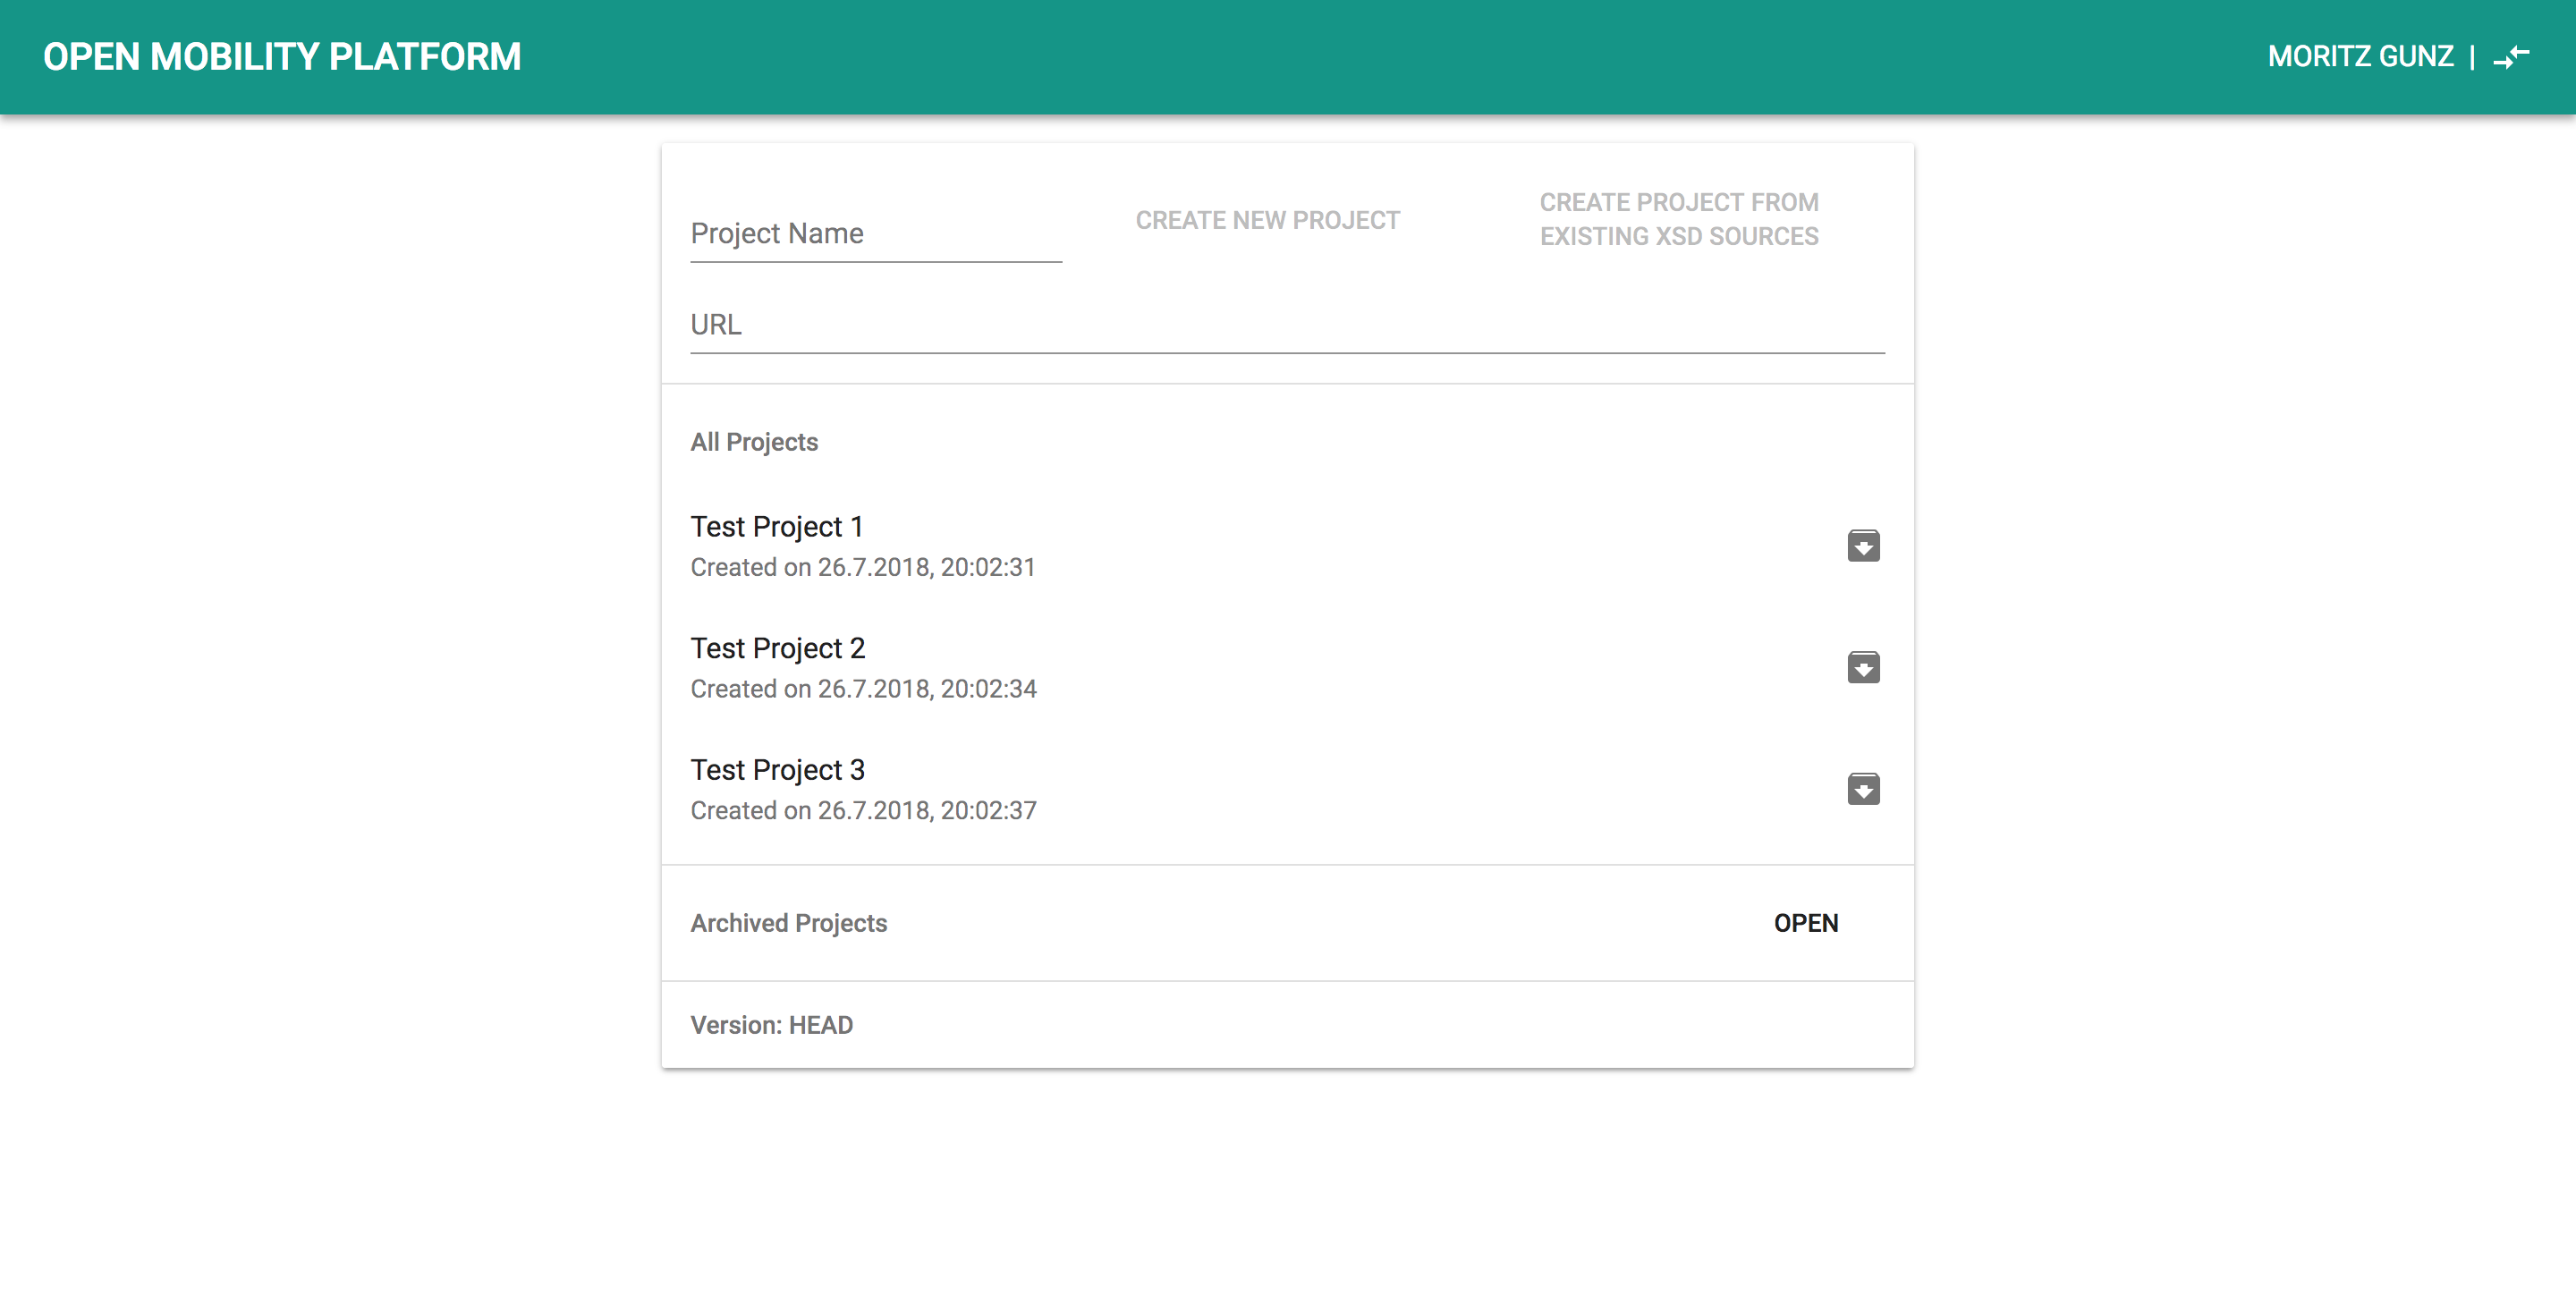 OPEN MOBILITY PLATFORM
MORITZ GUNZ |
Project Name
CREATE NEW PROJECT
CREATE PROJECT FROM
EXISTING XSD SOURCES
URL
All Projects
Test Project 1
Created on 26.7.2018, 20:02:31
Test Project 2
Created on 26.7.2018, 20:02:34
Test Project 3
Created on 26.7.2018, 20:02:37
Archived Projects
OPEN
Version: HEAD